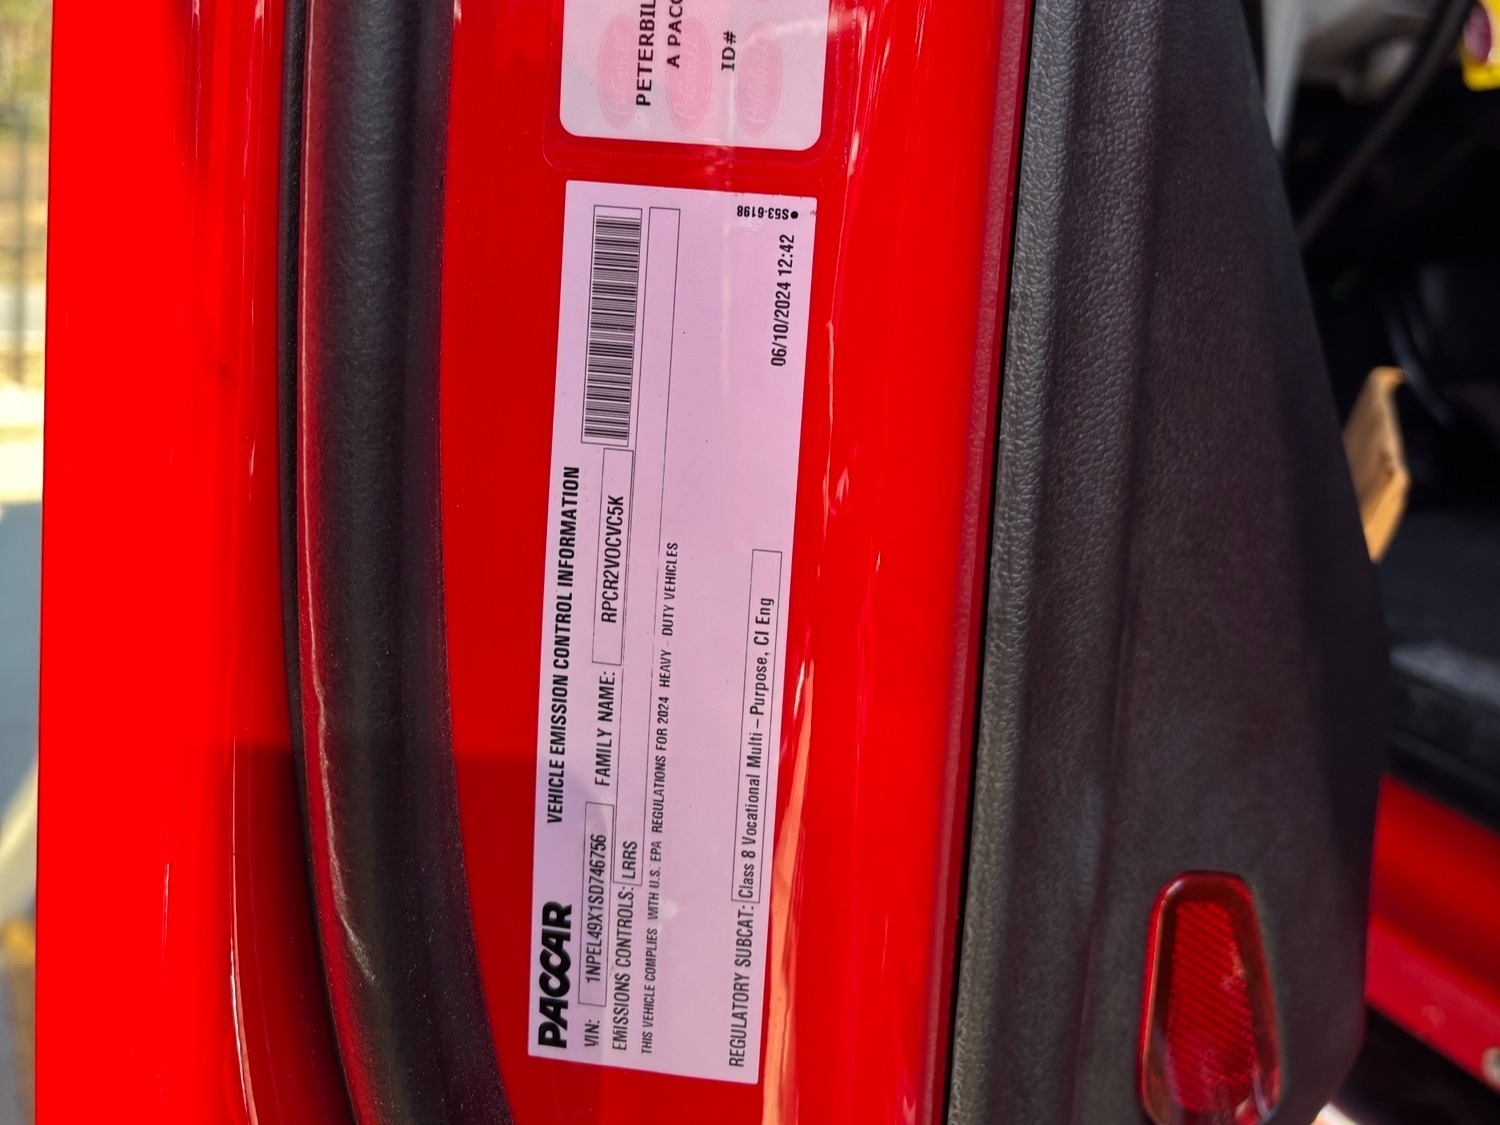 PETERBIL
A PACC
ID#
PACCAR VEHICLE EMISSION CONTROL INFORMATION
VIN: 1NPEL49X1SD746756 FAMILY NAME: RPCR2VOCVC5K
EMISSIONS CONTROLS: LRRS
THIS VEHICLE COMPLIES WITH U.S. EPA REGULATIONS FOR 2024 HEAVY - DUTY VEHICLES
REGULATORY SUBCAT: Class 8 Vocational Multi – Purpose, CI Eng
06/10/2024 12:42
●S53-6198